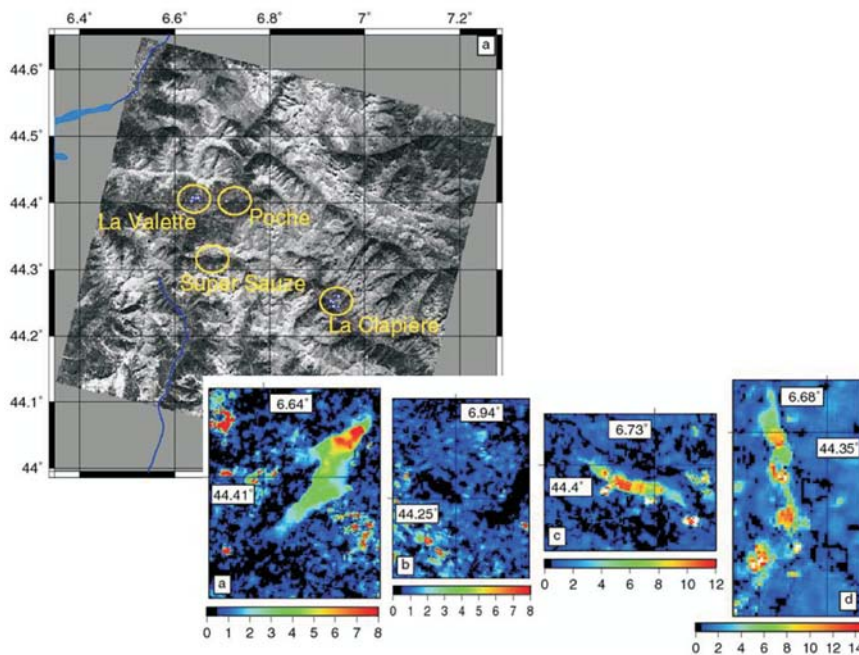 6.4° 6.6° 6.8° 7° 7.2°
a
44.6°
44.5°
44.4°
44.3°
44.2°
44.1°
44°
La Valette
Poche
Super Sauze
La Clapière
6.64°
44.41°
a
0 1 2 3 4 5 6 7 8
6.94°
44.25°
b
0 1 2 3 4 5 6 7 8
6.73°
44.4°
c
0 2 4 6 8 10 12
6.68°
44.35°
d
0 2 4 6 8 10 12 14